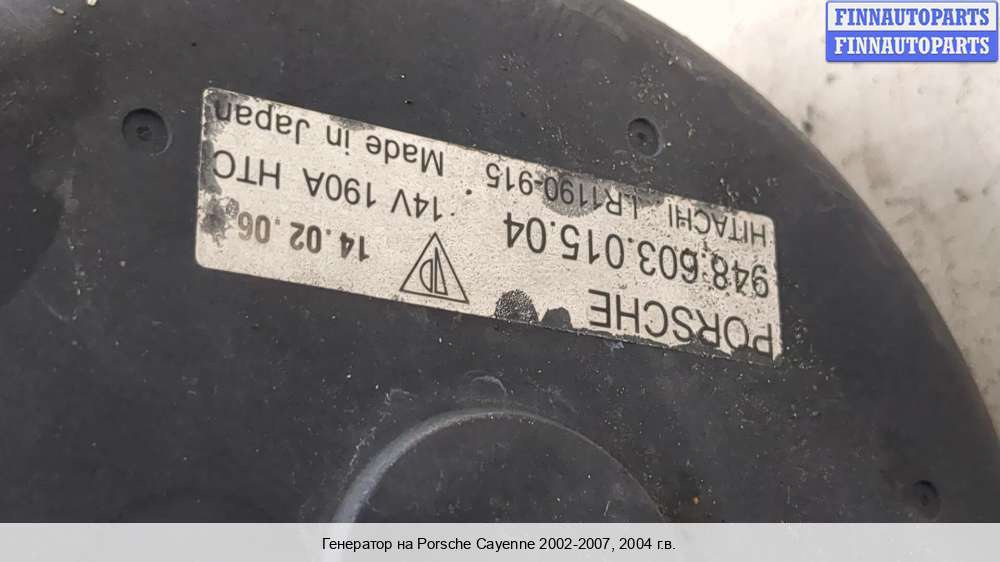 FINNAUTOPARTS
FINNAUTOPARTS
PORSCHE
948.603.015.04
14.02.06
HITACHI LR1190-915
14V 190A HTC
Made in Japan
Генератор на Porsche Cayenne 2002-2007, 2004 г.в.